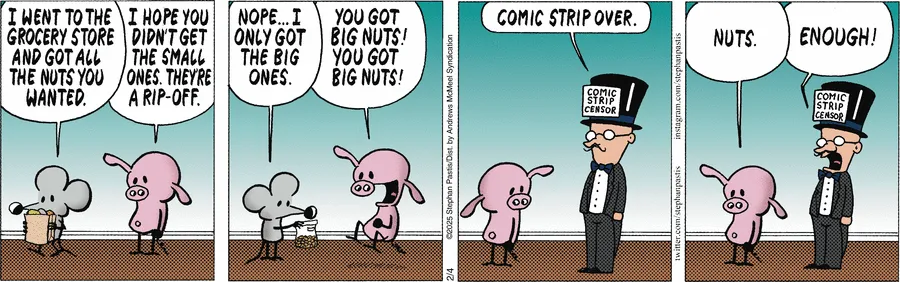 I WENT TO THE
GROCERY STORE
AND GOT ALL
THE NUTS YOU
WANTED.
I HOPE YOU
DIDN'T GET
THE SMALL
ONES. THEY'RE
A RIP-OFF.
NOPE... I
ONLY GOT
THE BIG
ONES.
YOU GOT
BIG NUTS!
YOU GOT
BIG NUTS!
©2025 Stephan Pastis/Dist. by Andrews McMeel Syndication
2/4
COMIC STRIP OVER.
COMIC
STRIP
CENSOR
twitter.com/stephanpastis
instagram.com/stephanpastis
NUTS.
ENOUGH!
COMIC
STRIP
CENSOR